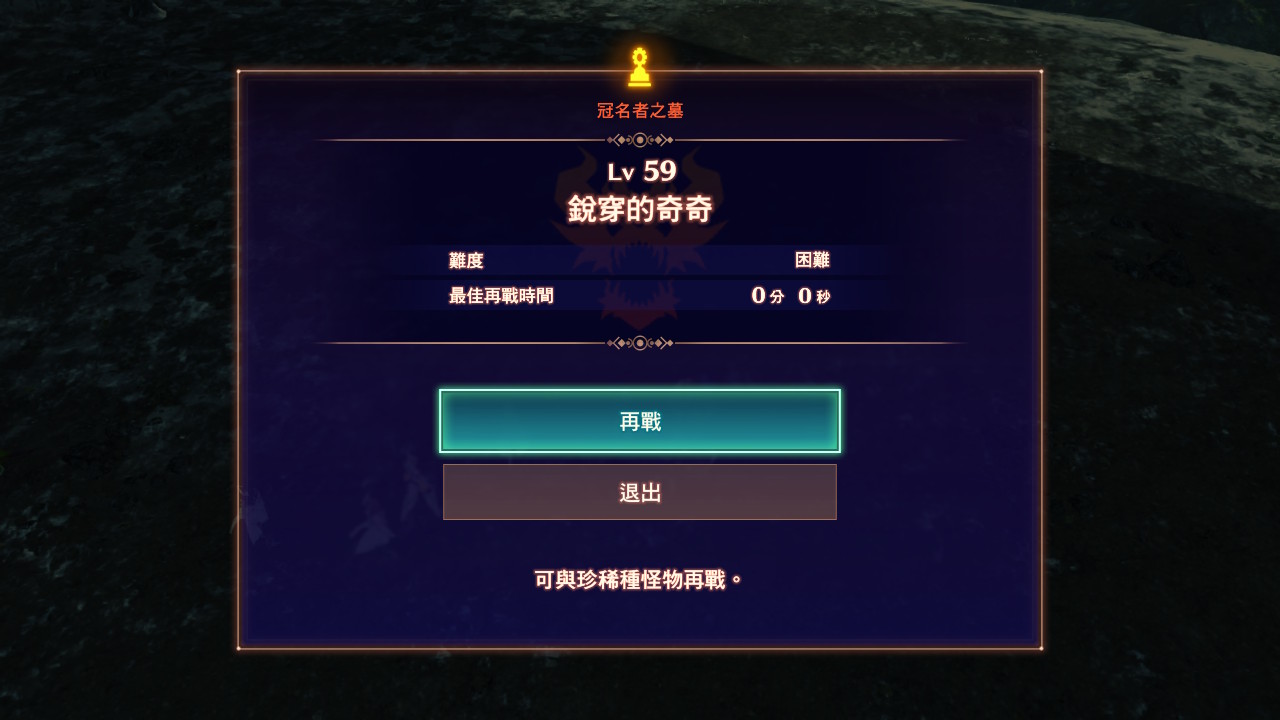 冠名者之墓
Lv 59
銳穿的奇奇
難度 困難
最佳再戰時間 0分 0秒
再戰
退出
可與珍稀種怪物再戰。